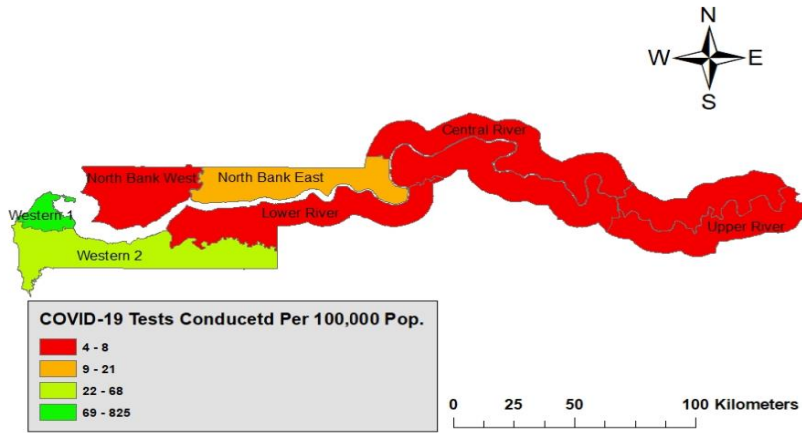 N
W E
S
Central River
North Bank West
North Bank East
Western 1
Lower River
Upper River
Western 2
COVID-19 Tests Conducetd Per 100,000 Pop.
4 - 8
9 - 21
22 - 68
69 - 825
0 25 50 100 Kilometers